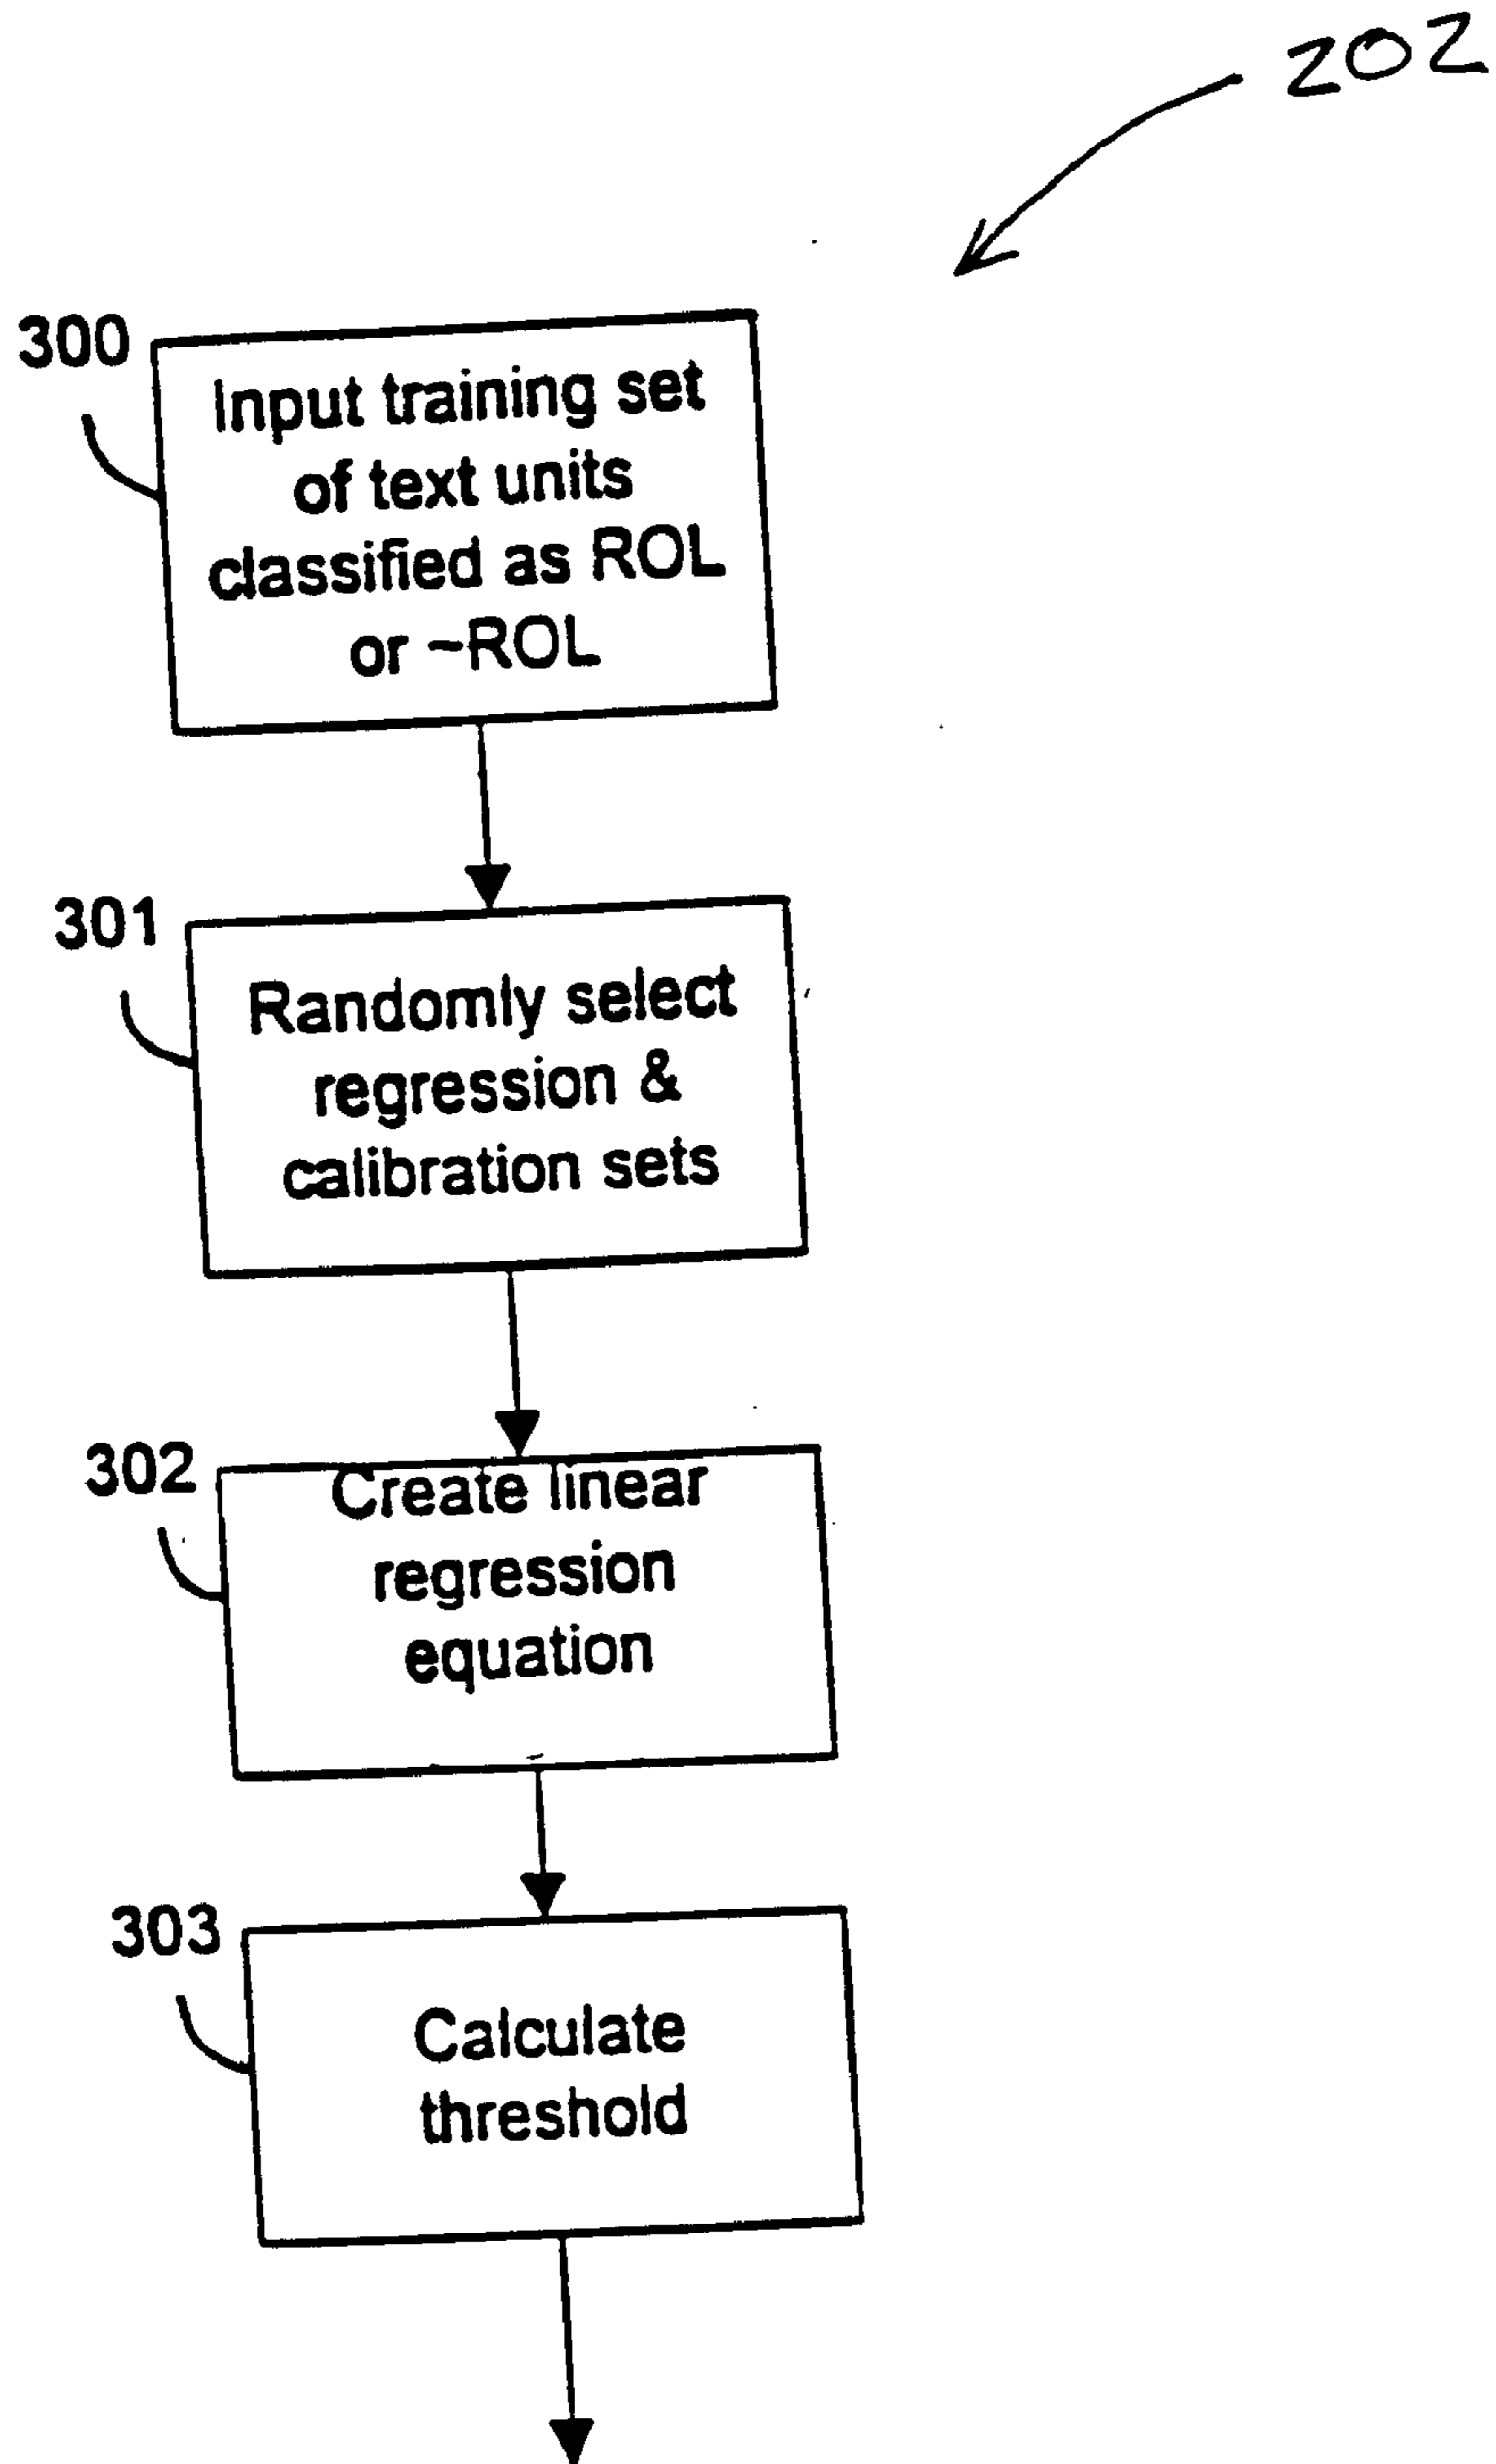 202
300
Input training set
of text units
classified as ROL
or ~ROL
301
Randomly select
regression &
calibration sets
302
Create linear
regression
equation
303
Calculate
threshold